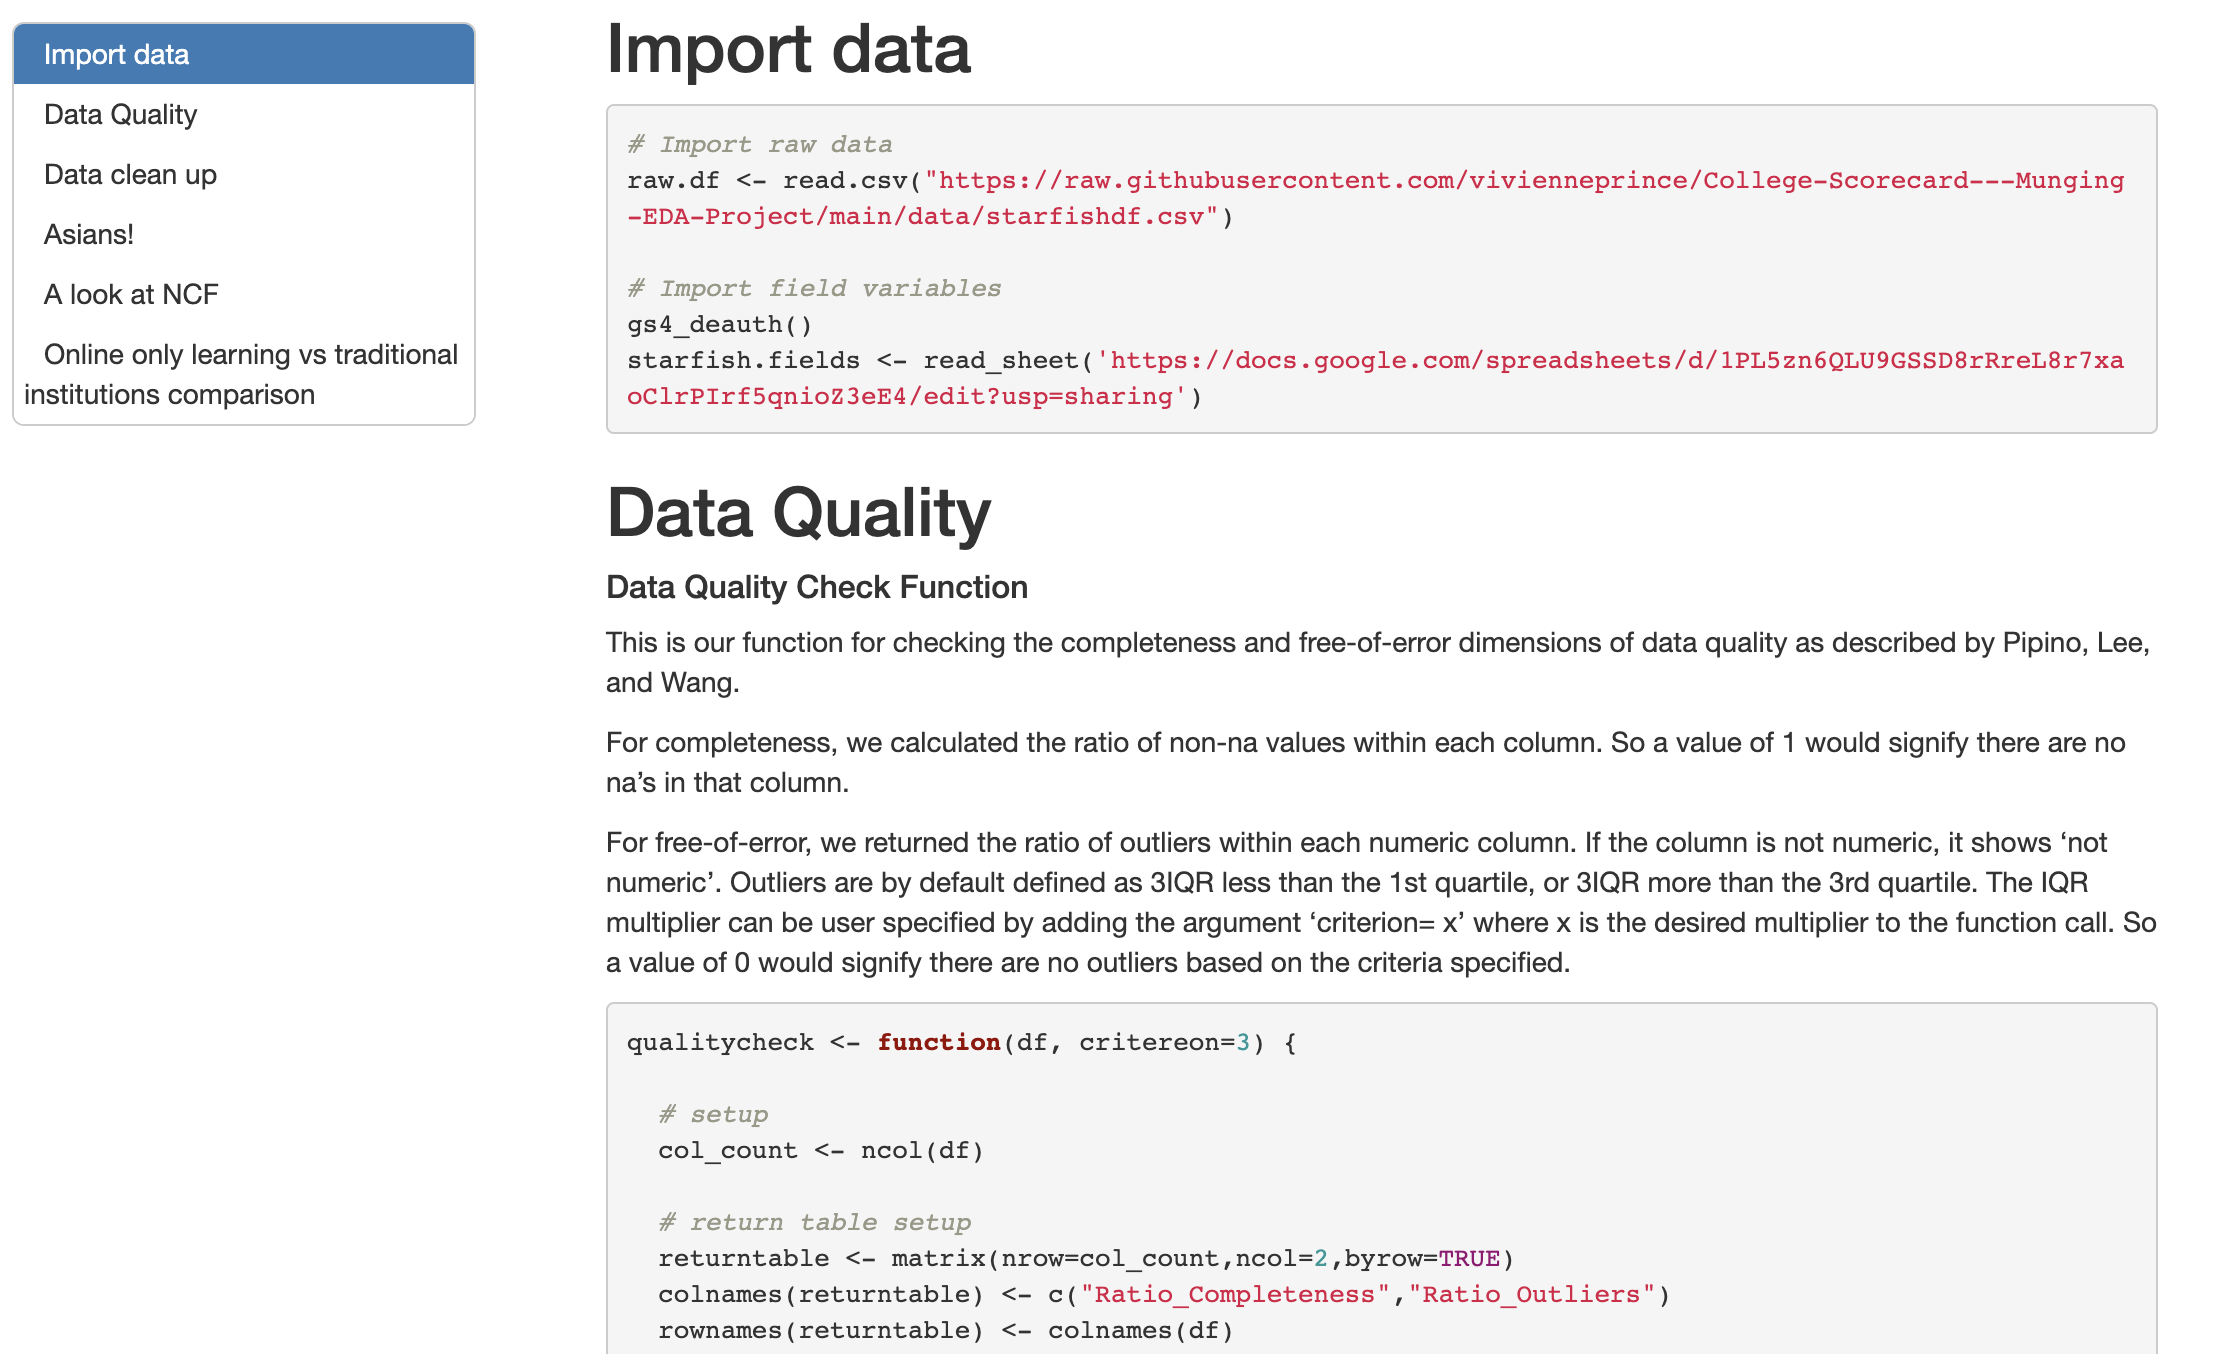 Import data
Data Quality
Data clean up
Asians!
A look at NCF
Online only learning vs traditional
institutions comparison
Import data
# Import raw data
raw.df <- read.csv("https://raw.githubusercontent.com/vivienneprince/College-Scorecard---Munging
-EDA-Project/main/data/starfishdf.csv")
# Import field variables
gs4_deauth()
starfish.fields <- read_sheet('https://docs.google.com/spreadsheets/d/1PL5zn6QLU9GSSD8rRreL8r7xa
oClrPIrf5qnioZ3eE4/edit?usp=sharing')
Data Quality
Data Quality Check Function
This is our function for checking the completeness and free-of-error dimensions of data quality as described by Pipino, Lee,
and Wang.
For completeness, we calculated the ratio of non-na values within each column. So a value of 1 would signify there are no
na’s in that column.
For free-of-error, we returned the ratio of outliers within each numeric column. If the column is not numeric, it shows ‘not
numeric’. Outliers are by default defined as 3IQR less than the 1st quartile, or 3IQR more than the 3rd quartile. The IQR
multiplier can be user specified by adding the argument ‘criterion= x’ where x is the desired multiplier to the function call. So
a value of 0 would signify there are no outliers based on the criteria specified.
qualitycheck <- function(df, critereon=3) {
  # setup
  col_count <- ncol(df)
  # return table setup
  returntable <- matrix(nrow=col_count,ncol=2,byrow=TRUE)
  colnames(returntable) <- c("Ratio_Completeness","Ratio_Outliers")
  rownames(returntable) <- colnames(df)